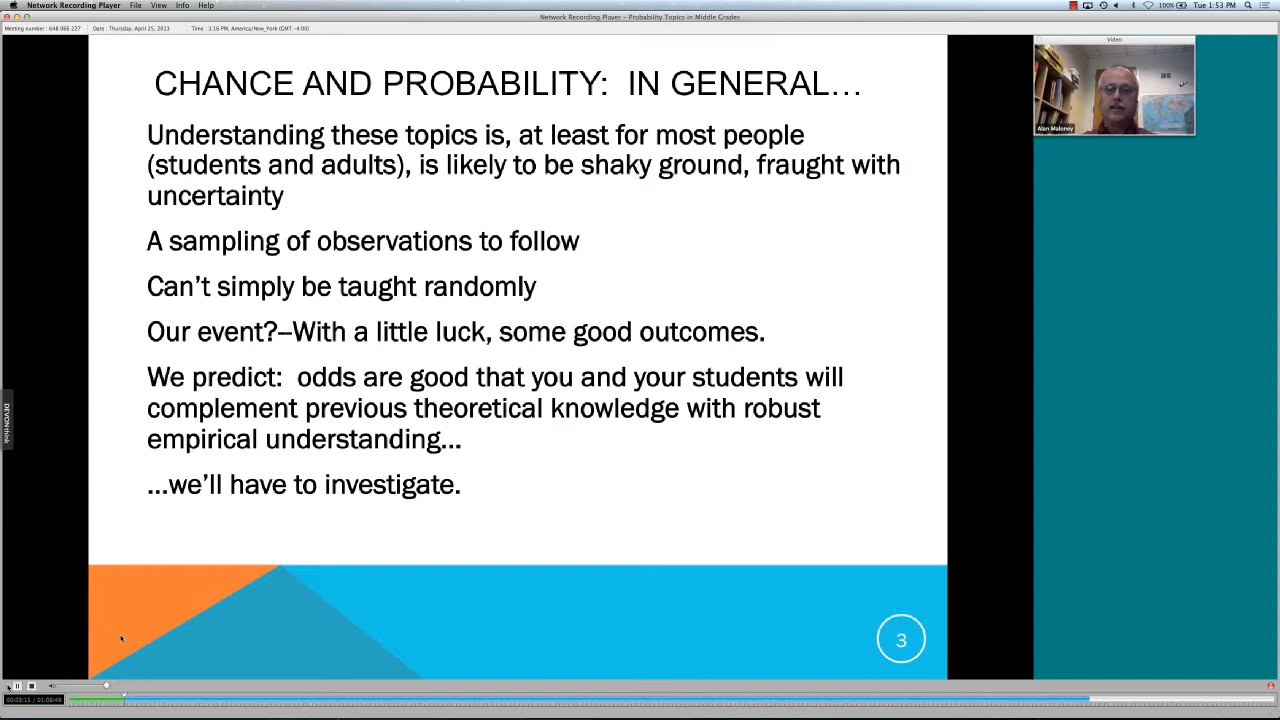 Network Recording Player File View Info Help
100% Tue 1:53 PM
Network Recording Player – Probability Topics in Middle Grades
Meeting number : 648 066 227 Date : Thursday, April 25, 2013 Time : 3:16 PM, America/New_York (GMT -4:00)
Video
CHANCE AND PROBABILITY: IN GENERAL…
Understanding these topics is, at least for most people
(students and adults), is likely to be shaky ground, fraught with
uncertainty
Alan Maloney
A sampling of observations to follow
Can't simply be taught randomly
Our event?--With a little luck, some good outcomes.
We predict: odds are good that you and your students will
complement previous theoretical knowledge with robust
empirical understanding…
…we'll have to investigate.
DEVONthink
3